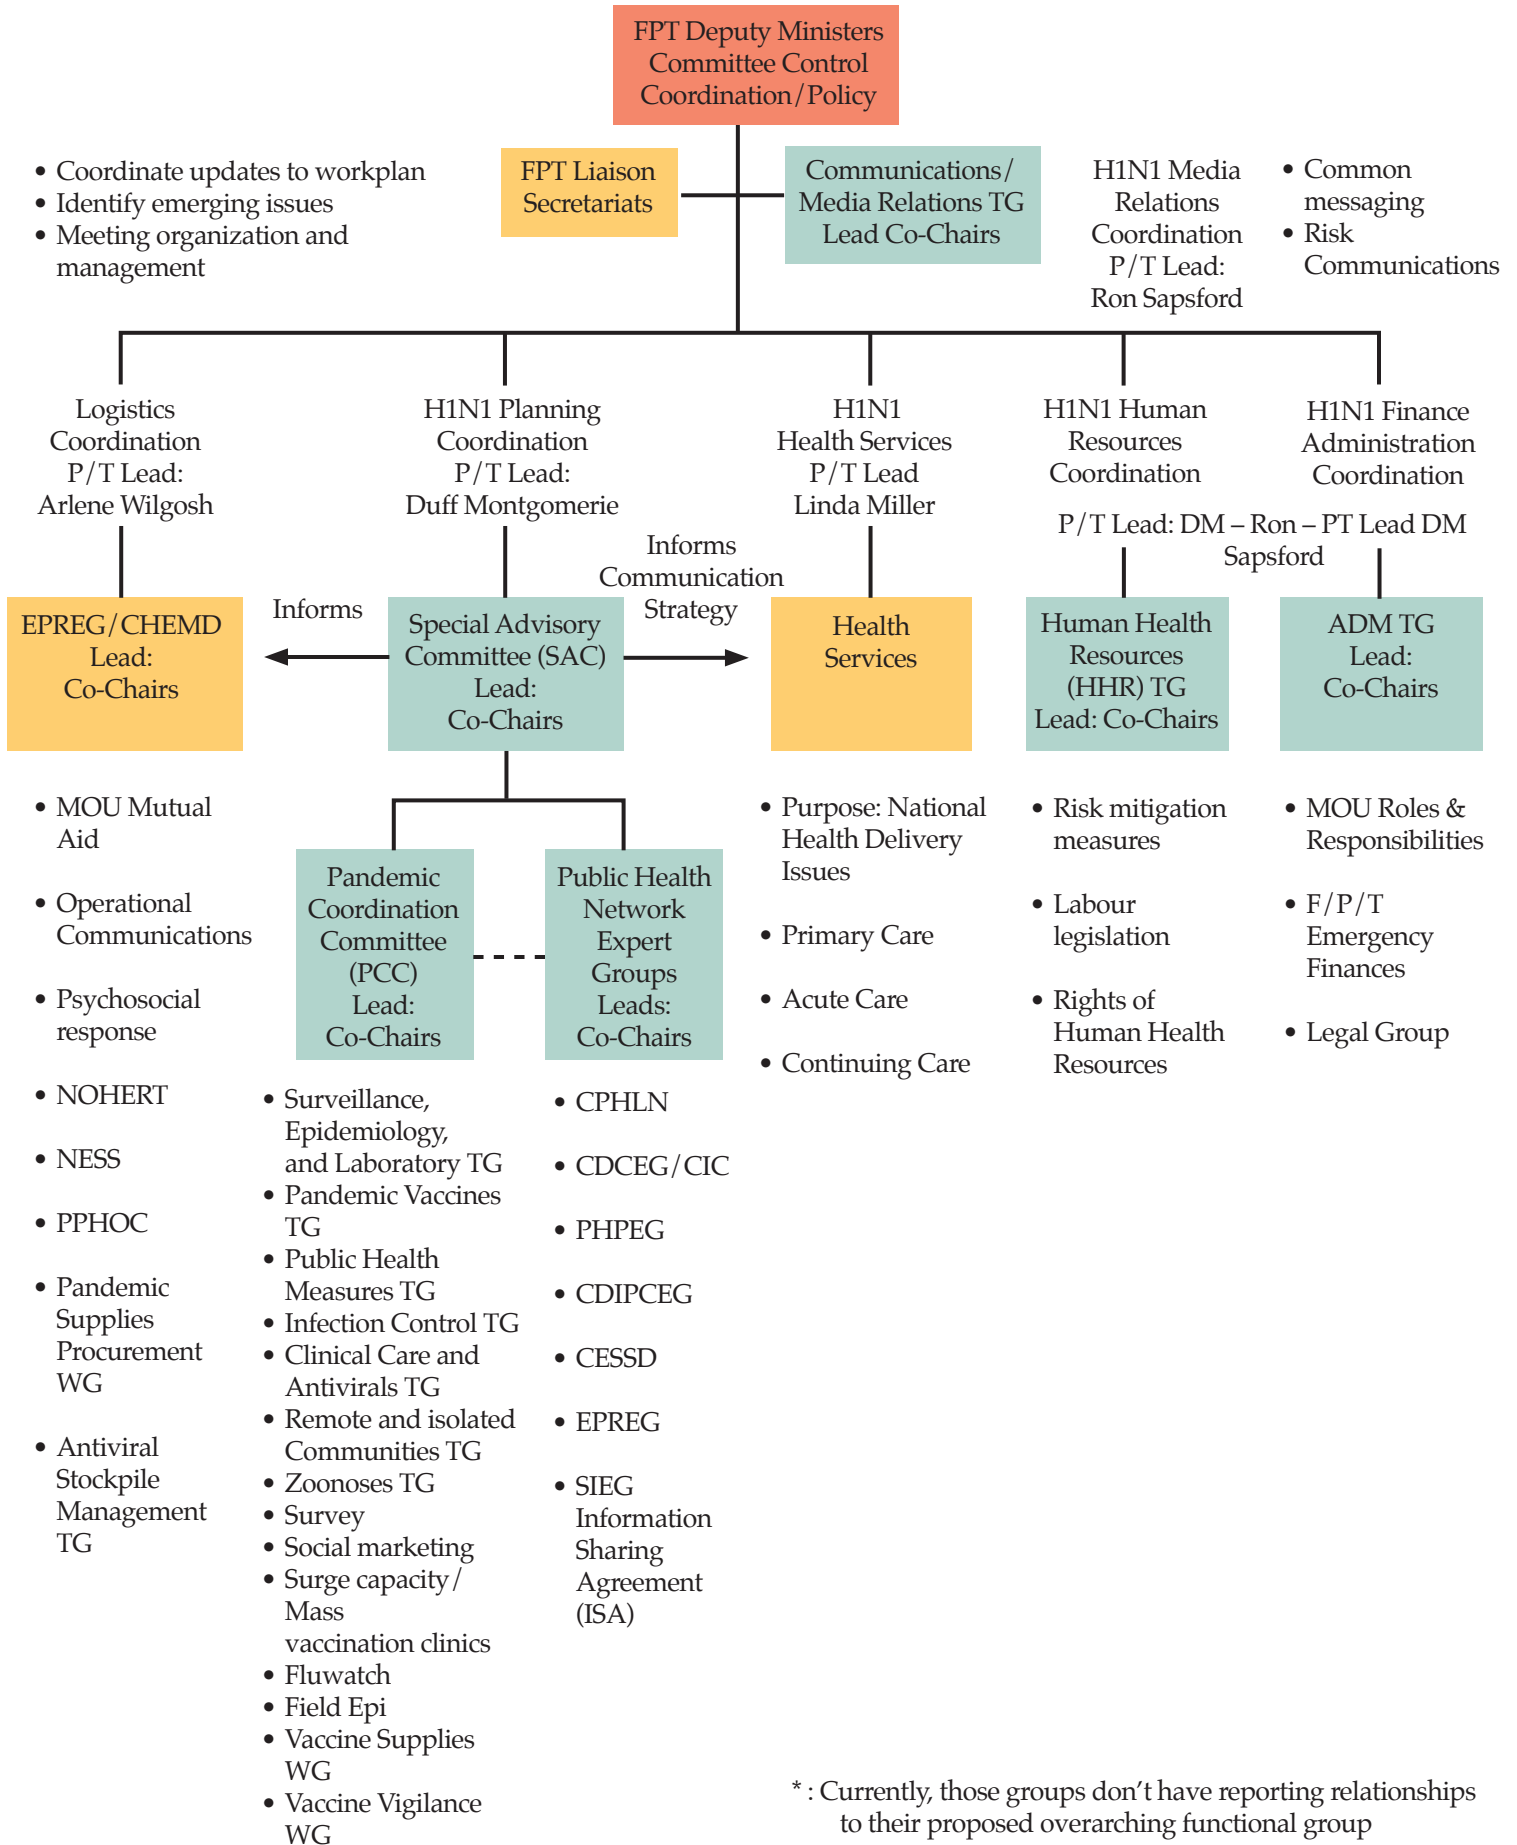 FPT Deputy Ministers
Committee Control
Coordination/Policy
• Coordinate updates to workplan
• Identify emerging issues
• Meeting organization and
management
FPT Liaison
Secretariats
Communications/
Media Relations TG
Lead Co-Chairs
H1N1 Media
Relations
Coordination
P/T Lead:
Ron Sapsford
• Common
messaging
• Risk
Communications
Logistics
Coordination
P/T Lead:
Arlene Wilgosh
H1N1 Planning
Coordination
P/T Lead:
Duff Montgomerie
H1N1
Health Services
P/T Lead
Linda Miller
H1N1 Human
Resources
Coordination
H1N1 Finance
Administration
Coordination
P/T Lead: DM – Ron – PT Lead DM
Sapsford
EPREG/CHEMD
Lead:
Co-Chairs
Informs
Special Advisory
Committee (SAC)
Lead:
Co-Chairs
Informs
Communication
Strategy
Health
Services
Human Health
Resources
(HHR) TG
Lead: Co-Chairs
ADM TG
Lead:
Co-Chairs
• MOU Mutual
Aid
• Operational
Communications
• Psychosocial
response
• NOHERT
• NESS
• PPHOC
• Pandemic
Supplies
Procurement
WG
• Antiviral
Stockpile
Management
TG
Pandemic
Coordination
Committee
(PCC)
Lead:
Co-Chairs
• Surveillance,
Epidemiology,
and Laboratory TG
• Pandemic Vaccines
TG
• Public Health
Measures TG
• Infection Control TG
• Clinical Care and
Antivirals TG
• Remote and isolated
Communities TG
• Zoonoses TG
• Survey
• Social marketing
• Surge capacity/
Mass
vaccination clinics
• Fluwatch
• Field Epi
• Vaccine Supplies
WG
• Vaccine Vigilance
WG
Public Health
Network
Expert
Groups
Leads:
Co-Chairs
• CPHLN
• CDCEG/CIC
• PHPEG
• CDIPCEG
• CESSD
• EPREG
• SIEG
Information
Sharing
Agreement
(ISA)
• Purpose: National
Health Delivery
Issues
• Primary Care
• Acute Care
• Continuing Care
• Risk mitigation
measures
• Labour
legislation
• Rights of
Human Health
Resources
• MOU Roles &
Responsibilities
• F/P/T
Emergency
Finances
• Legal Group
* : Currently, those groups don't have reporting relationships
to their proposed overarching functional group